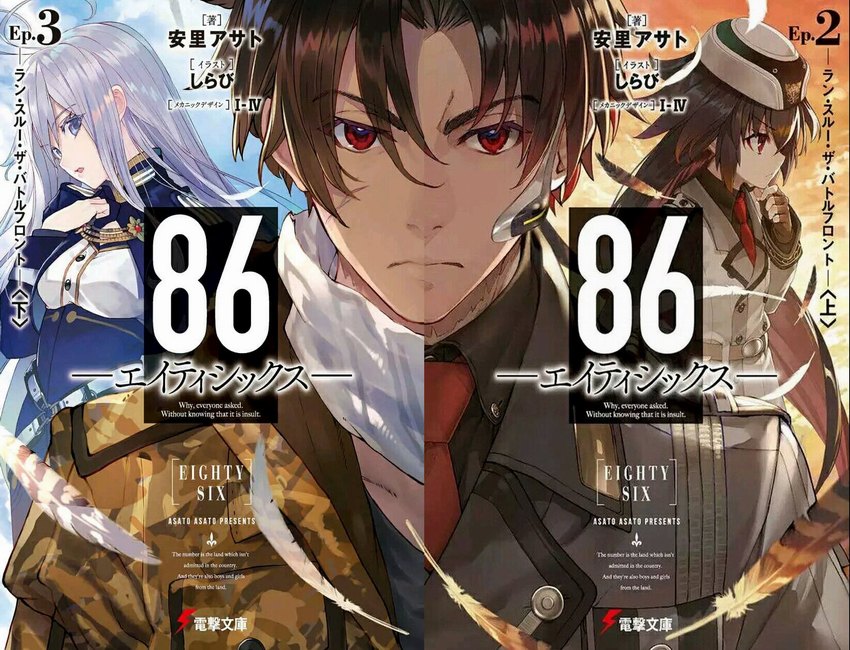 Ep.3
―ラン・スルー・ザ・バトルフロント―〈下〉
[著]
安里アサト
[イラスト]
しらび
[メカニックデザイン] I-IV
86
―エイティシックス―
Why, everyone asked.
Without knowing that it is insult.
EIGHTY
SIX
ASATO ASATO PRESENTS
The number is the land which isn't
admitted in the country.
And they're also boys and girls
from the land.
電撃文庫
Ep.2
―ラン・スルー・ザ・バトルフロント―〈上〉
[著]
安里アサト
[イラスト]
しらび
[メカニックデザイン] I-IV
86
―エイティシックス―
Why, everyone asked.
Without knowing that it is insult.
EIGHTY
SIX
ASATO ASATO PRESENTS
The number is the land which isn't
admitted in the country.
And they're also boys and girls
from the land.
電撃文庫